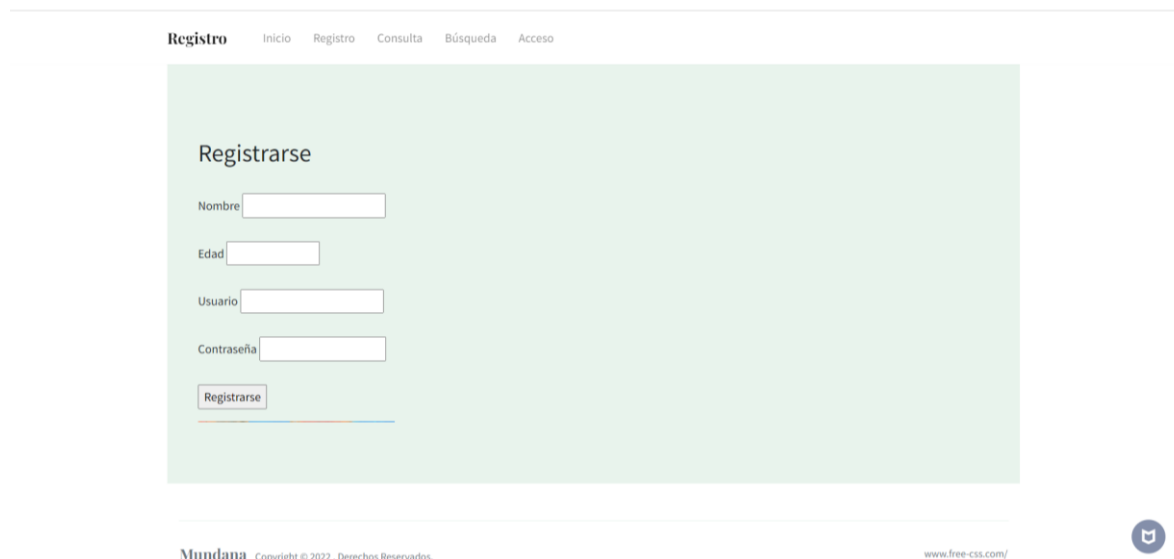 Registro Inicio Registro Consulta Búsqueda Acceso
Registrarse
Nombre
Edad
Usuario
Contraseña
Registrarse
Mundana Copyright © 2022 . Derechos Reservados www.free-css.com/